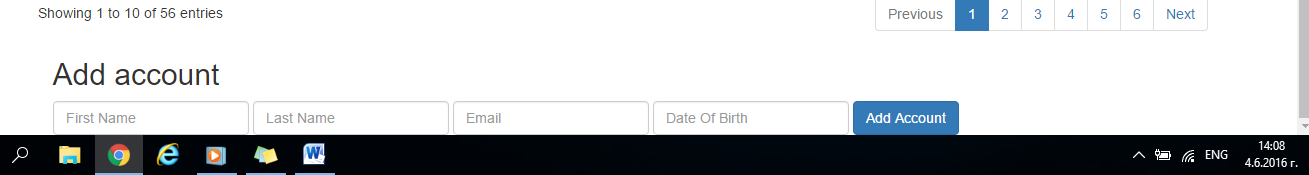 Showing 1 to 10 of 56 entries
Previous 1 2 3 4 5 6 Next
Add account
First Name Last Name Email Date Of Birth Add Account
ENG
14:08
4.6.2016 г.